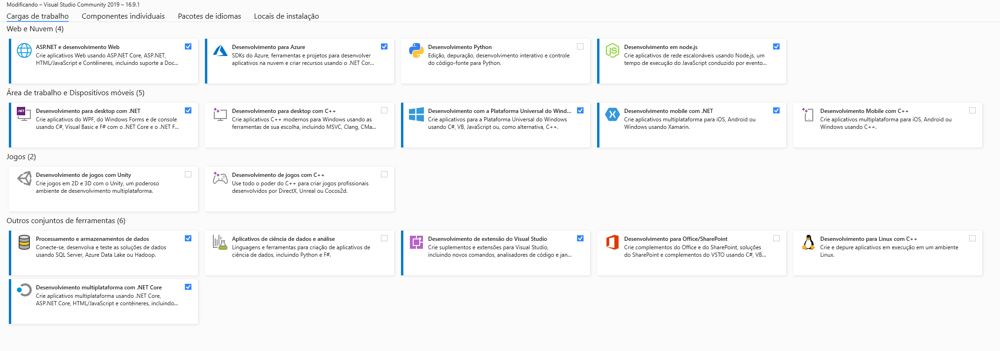 Modificando – Visual Studio Community 2019 – 16.9.1
Cargas de trabalho Componentes individuais Pacotes de idiomas Locais de instalação
Web e Nuvem (4)
ASP.NET e desenvolvimento Web
Crie aplicativos Web usando ASP.NET Core, ASP.NET,
HTML/JavaScript e Contêineres, incluindo suporte a Doc...
Desenvolvimento para Azure
SDKs do Azure, ferramentas e projetos para desenvolver
aplicativos na nuvem e criar recursos usando o .NET Cor...
Desenvolvimento Python
Edição, depuração, desenvolvimento interativo e controle
do código-fonte para Python.
JS
Desenvolvimento em node.js
Crie aplicativos de rede escalonáveis usando Node.js, um
tempo de execução do JavaScript conduzido por evento...
Área de trabalho e Dispositivos móveis (5)
.NET
Desenvolvimento para desktop com .NET
Crie aplicativos do WPF, do Windows Forms e de console
usando C#, Visual Basic e F# com o .NET Core e o .NET F...
Desenvolvimento para desktop com C++
Crie aplicativos C++ modernos para Windows usando as
ferramentas de sua escolha, incluindo MSVC, Clang, CMa...
Desenvolvimento com a Plataforma Universal do Wind...
Crie aplicativos para a Plataforma Universal do Windows
usando C#, VB, JavaScript ou, como alternativa, C++.
Desenvolvimento mobile com .NET
Crie aplicativos multiplataforma para iOS, Android ou
Windows usando Xamarin.
Desenvolvimento Mobile com C++
Crie aplicativos multiplataforma para iOS, Android ou
Windows usando C++.
Jogos (2)
Desenvolvimento de jogos com Unity
Crie jogos em 2D e 3D com o Unity, um poderoso
ambiente de desenvolvimento multiplataforma.
Desenvolvimento de jogos com C++
Use todo o poder do C++ para criar jogos profissionais
desenvolvidos por DirectX, Unreal ou Cocos2d.
Outros conjuntos de ferramentas (6)
Processamento e armazenamentos de dados
Conecte-se, desenvolva e teste as soluções de dados
usando SQL Server, Azure Data Lake ou Hadoop.
Aplicativos de ciência de dados e análise
Linguagens e ferramentas para criação de aplicativos de
ciência de dados, incluindo Python e F#.
Desenvolvimento de extensão do Visual Studio
Crie suplementos e extensões para Visual Studio,
incluindo novos comandos, analisadores de código e jan...
Desenvolvimento para Office/SharePoint
Crie complementos do Office e do SharePoint, soluções
do SharePoint e complementos do VSTO usando C#, VB...
Desenvolvimento para Linux com C++
Crie e depure aplicativos em execução em um ambiente
Linux.
Desenvolvimento multiplataforma com .NET Core
Crie aplicativos multiplataforma usando .NET Core,
ASP.NET Core, HTML/JavaScript e contêineres, incluindo...